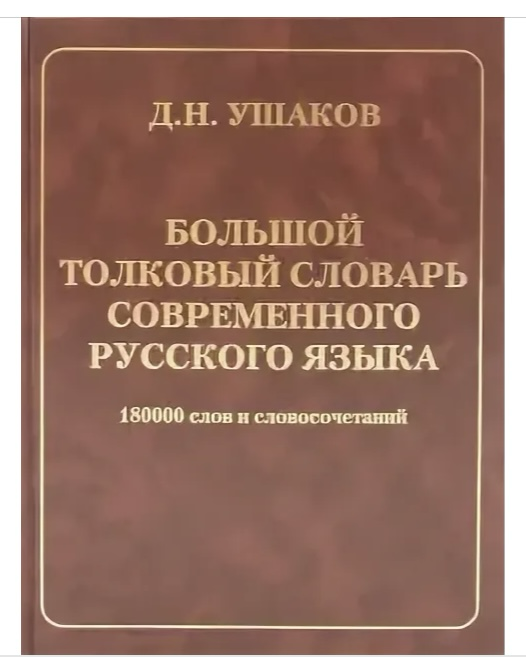 Д.Н. УШАКОВ
БОЛЬШОЙ
ТОЛКОВЫЙ СЛОВАРЬ
СОВРЕМЕННОГО
РУССКОГО ЯЗЫКА
180000 слов и словосочетаний